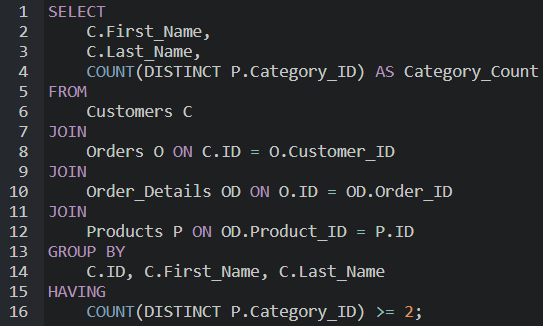 1 SELECT
2 C.First_Name,
3 C.Last_Name,
4 COUNT(DISTINCT P.Category_ID) AS Category_Count
5 FROM
6 Customers C
7 JOIN
8 Orders O ON C.ID = O.Customer_ID
9 JOIN
10 Order_Details OD ON O.ID = OD.Order_ID
11 JOIN
12 Products P ON OD.Product_ID = P.ID
13 GROUP BY
14 C.ID, C.First_Name, C.Last_Name
15 HAVING
16 COUNT(DISTINCT P.Category_ID) >= 2;